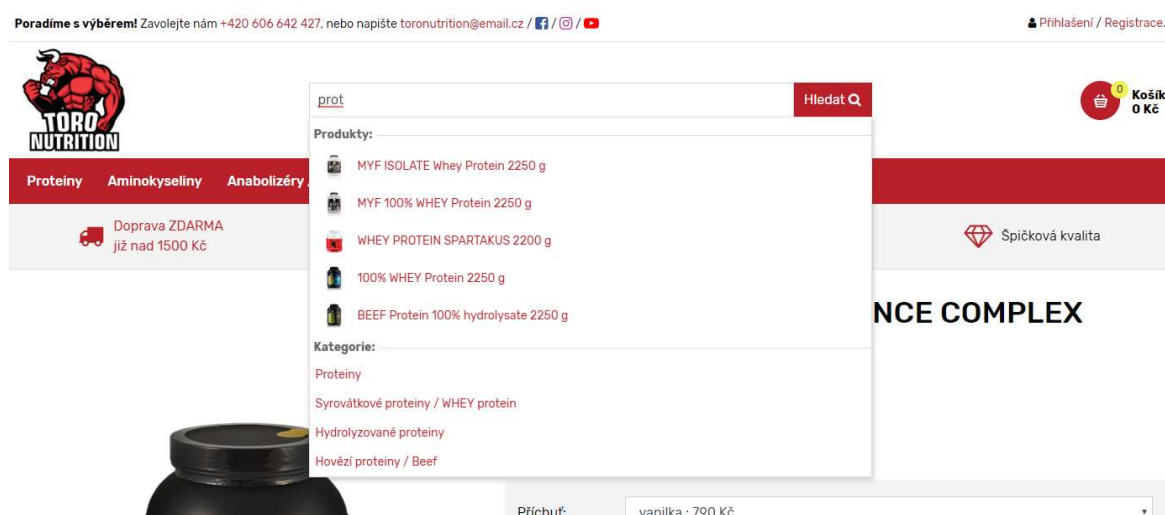 Poradíme s výběrem! Zavolejte nám +420 606 642 427, nebo napište toronutrition@email.cz / / /
Přihlášení / Registrace.
TORO
NUTRITION
prot
Hledat
0
Košík
0 Kč
Produkty:
MYF ISOLATE Whey Protein 2250 g
MYF 100% WHEY Protein 2250 g
WHEY PROTEIN SPARTAKUS 2200 g
100% WHEY Protein 2250 g
BEEF Protein 100% hydrolysate 2250 g
Kategorie:
Proteiny
Syrovátkové proteiny / WHEY protein
Hydrolyzované proteiny
Hovězí proteiny / Beef
Proteiny Aminokyseliny Anabolizéry
Doprava ZDARMA
již nad 1500 Kč
Špičková kvalita
NCE COMPLEX
Příchuť:
vanilka : 790 Kč